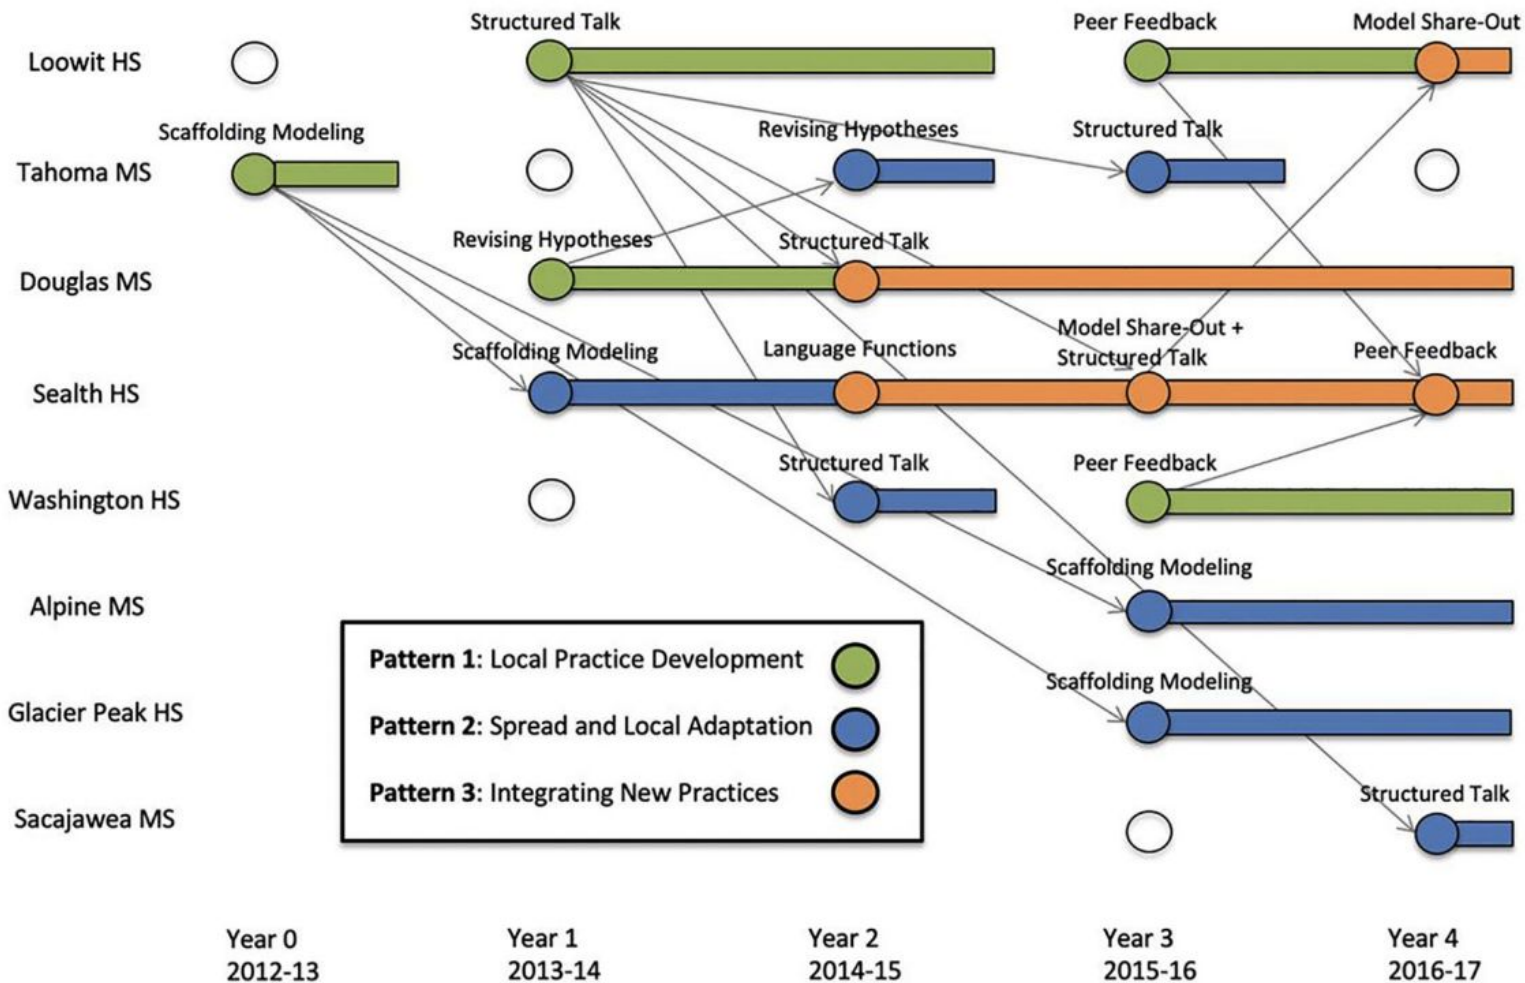 Structured Talk
Peer Feedback
Model Share-Out
Loowit HS
Scaffolding Modeling
Revising Hypotheses
Structured Talk
Tahoma MS
Revising Hypotheses
Structured Talk
Douglas MS
Model Share-Out +
Structured Talk
Scaffolding Modeling
Language Functions
Peer Feedback
Sealth HS
Structured Talk
Peer Feedback
Washington HS
Scaffolding Modeling
Alpine MS
Pattern 1: Local Practice Development
Scaffolding Modeling
Glacier Peak HS
Pattern 2: Spread and Local Adaptation
Pattern 3: Integrating New Practices
Structured Talk
Sacajawea MS
Year 0
2012-13
Year 1
2013-14
Year 2
2014-15
Year 3
2015-16
Year 4
2016-17